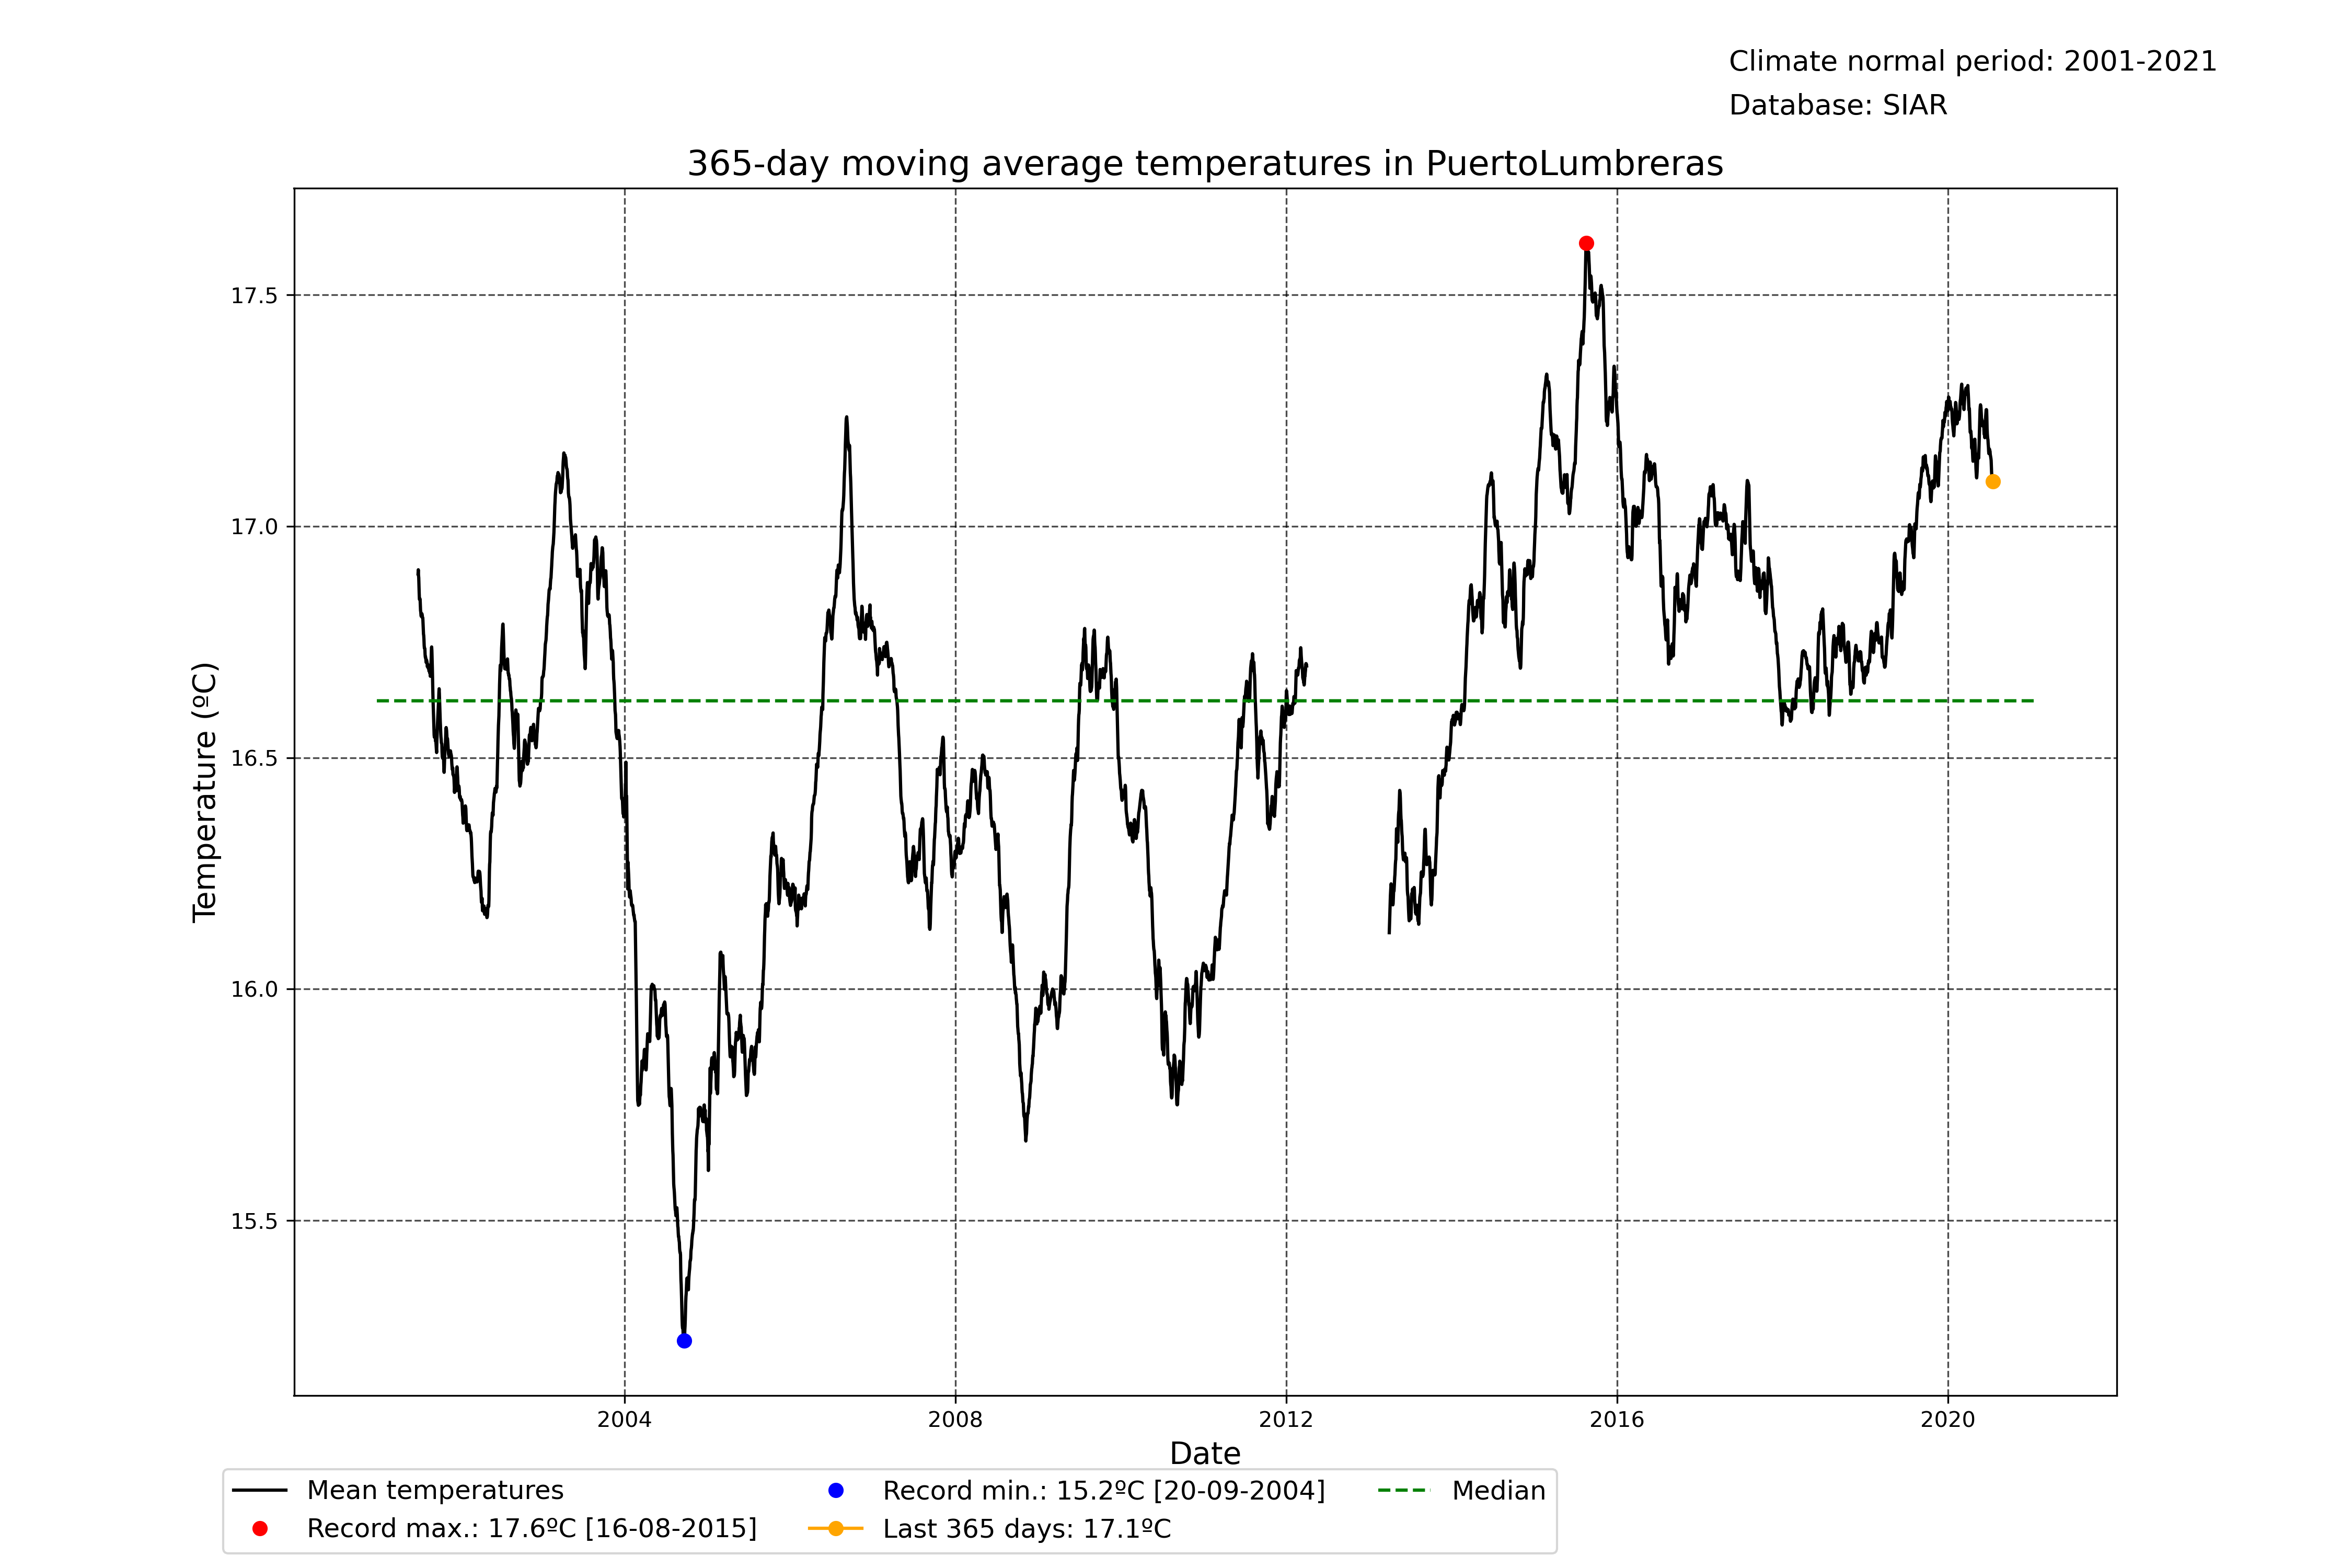 Climate normal period: 2001-2021
Database: SIAR
365-day moving average temperatures in PuertoLumbreras
17.5
17.0
16.5
16.0
15.5
Temperature (ºC)
2004 2008 2012 2016 2020
Date
Mean temperatures
Record max.: 17.6ºC [16-08-2015]
Record min.: 15.2ºC [20-09-2004]
Last 365 days: 17.1ºC
Median